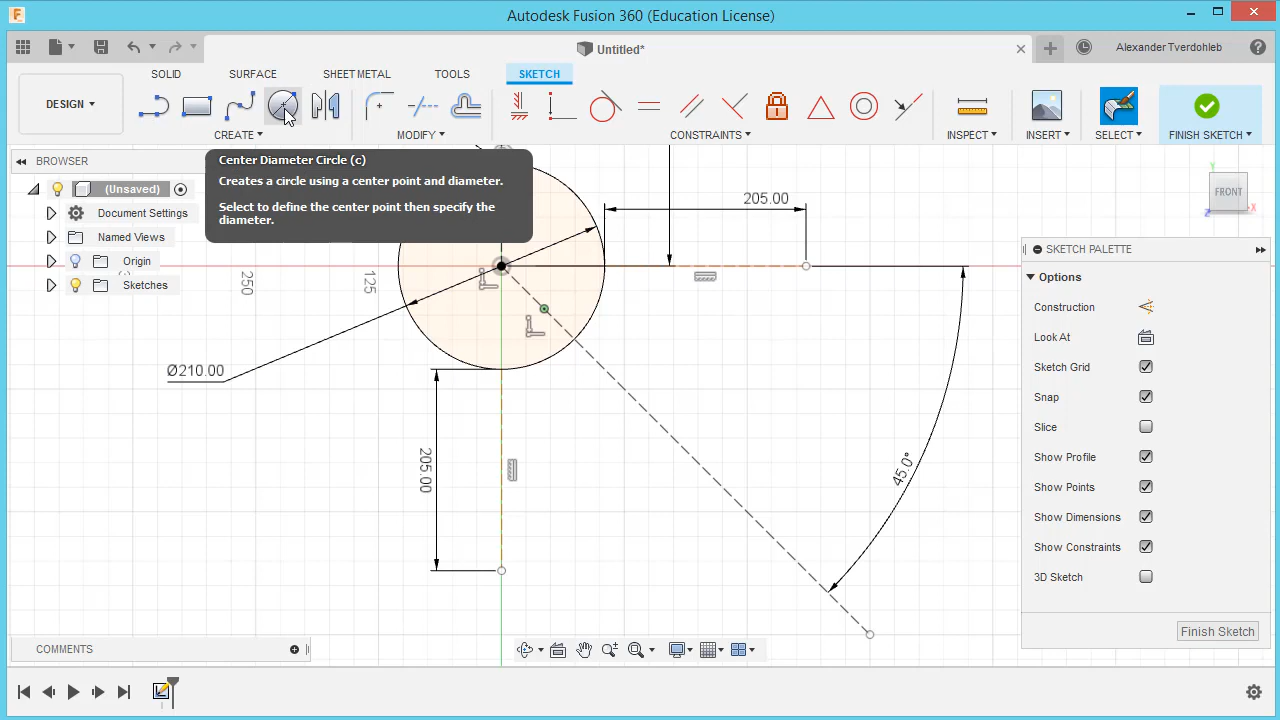 Autodesk Fusion 360 (Education License)
Untitled*
Alexander Tverdohleb
DESIGN
SOLID
SURFACE
SHEET METAL
TOOLS
SKETCH
CREATE
MODIFY
CONSTRAINTS
INSPECT
INSERT
SELECT
FINISH SKETCH
BROWSER
(Unsaved)
Document Settings
Named Views
Origin
Sketches
Center Diameter Circle (c)
Creates a circle using a center point and diameter.
Select to define the center point then specify the
diameter.
205.00
FRONT
250
125
Ø210.00
205.00
45.0°
SKETCH PALETTE
Options
Construction
Look At
Sketch Grid
Snap
Slice
Show Profile
Show Points
Show Dimensions
Show Constraints
3D Sketch
Finish Sketch
COMMENTS